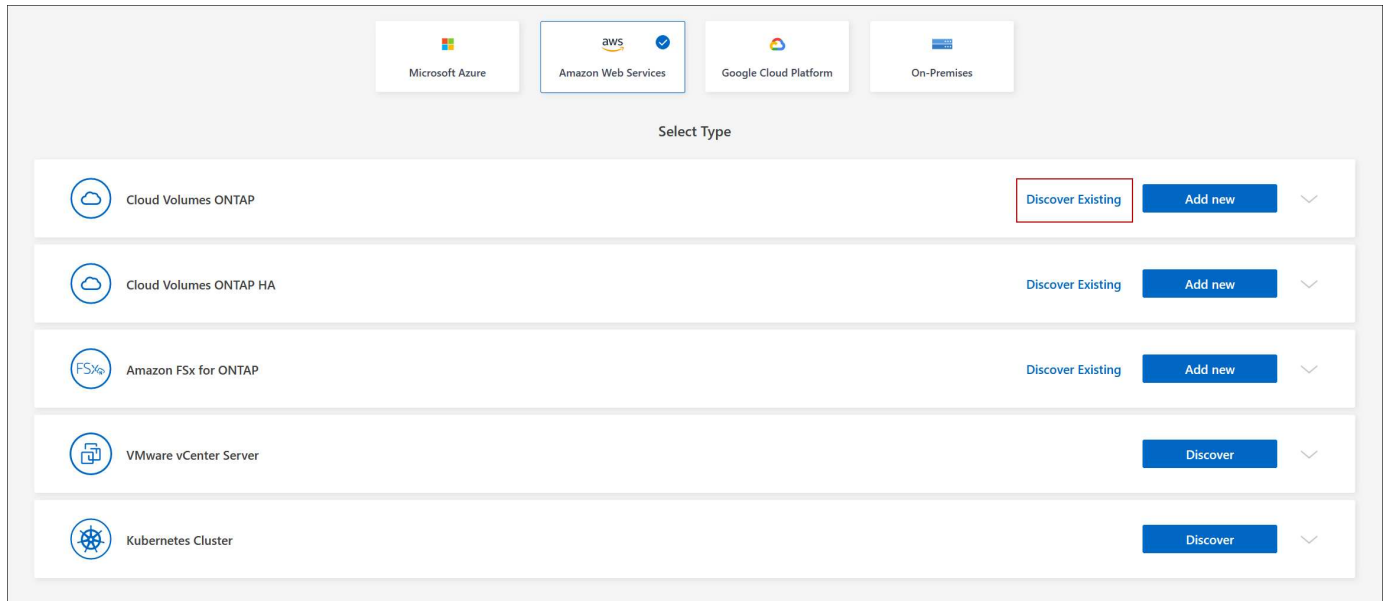 aws
Microsoft Azure
Amazon Web Services
Google Cloud Platform
On-Premises
Select Type
Cloud Volumes ONTAP
Discover Existing
Add new
Cloud Volumes ONTAP HA
Discover Existing
Add new
FSx
Amazon FSx for ONTAP
Discover Existing
Add new
VMware vCenter Server
Discover
Kubernetes Cluster
Discover